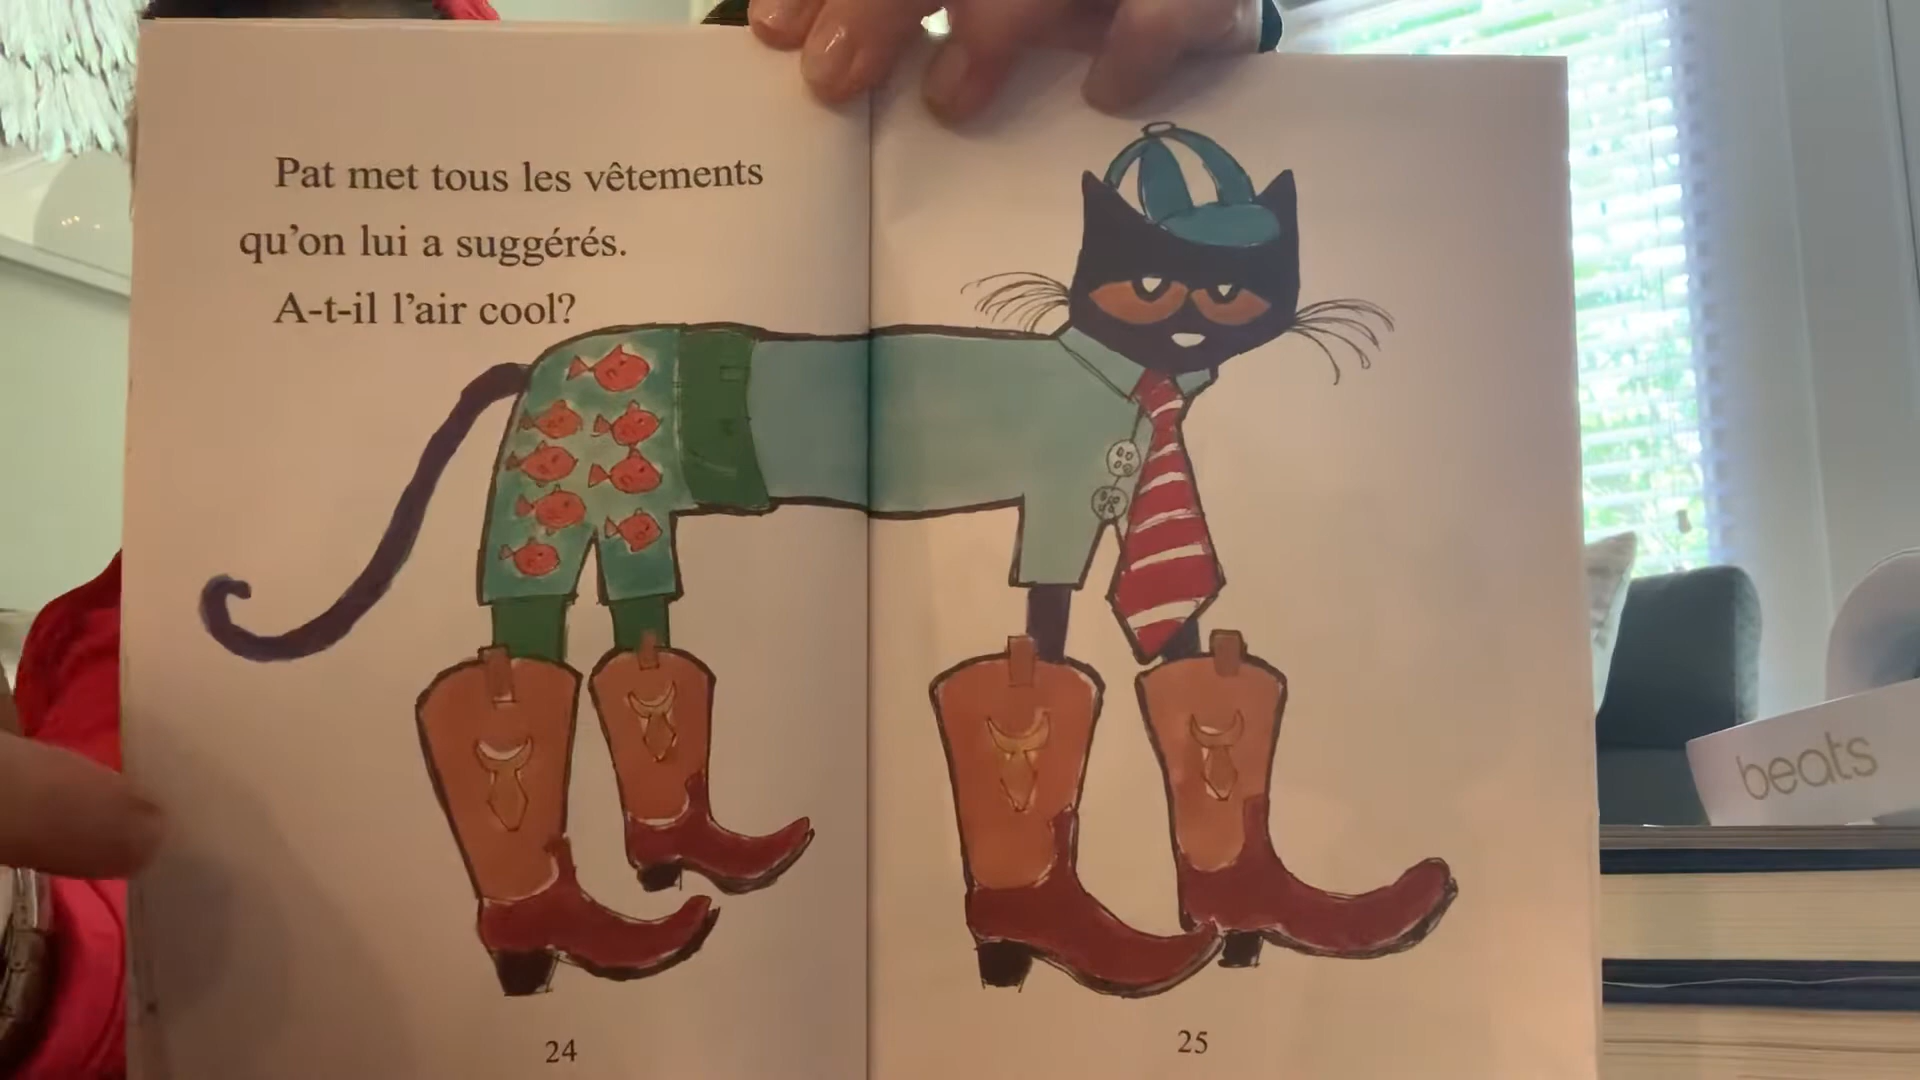 Pat met tous les vêtements
qu’on lui a suggérés.
A-t-il l’air cool?
24
25
beats